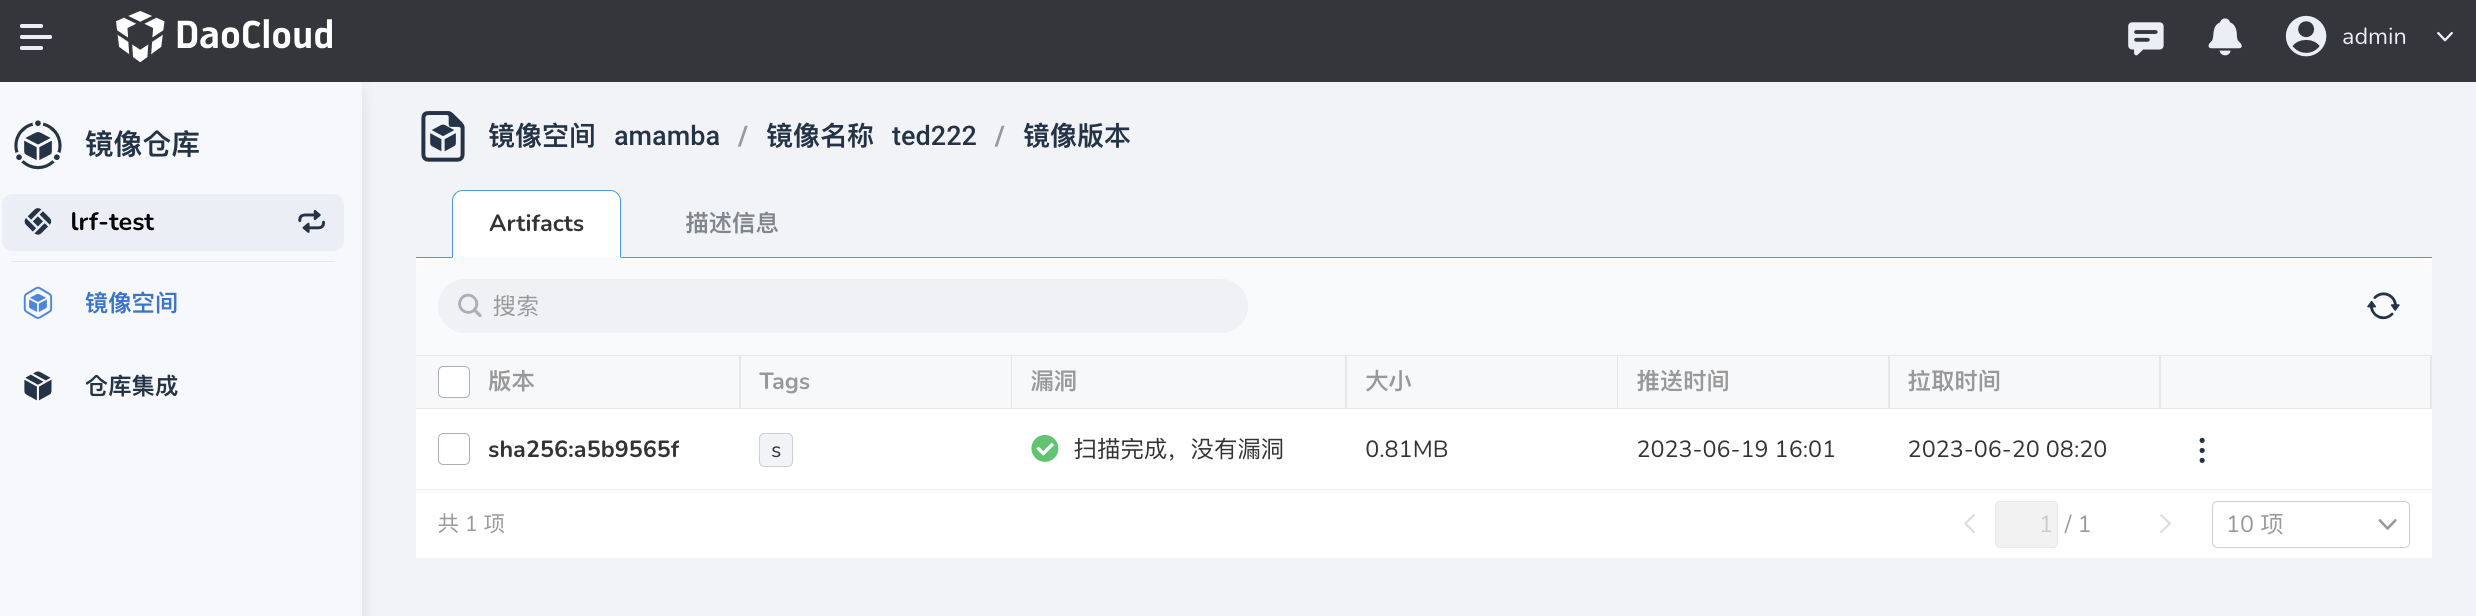 DaoCloud
admin
镜像仓库
lrf-test
镜像空间
仓库集成
镜像空间 amamba / 镜像名称 ted222 / 镜像版本
Artifacts 描述信息
搜索
版本 Tags 漏洞 大小 推送时间 拉取时间
sha256:a5b9565f s 扫描完成，没有漏洞 0.81MB 2023-06-19 16:01 2023-06-20 08:20
共 1 项 1 / 1 10 项